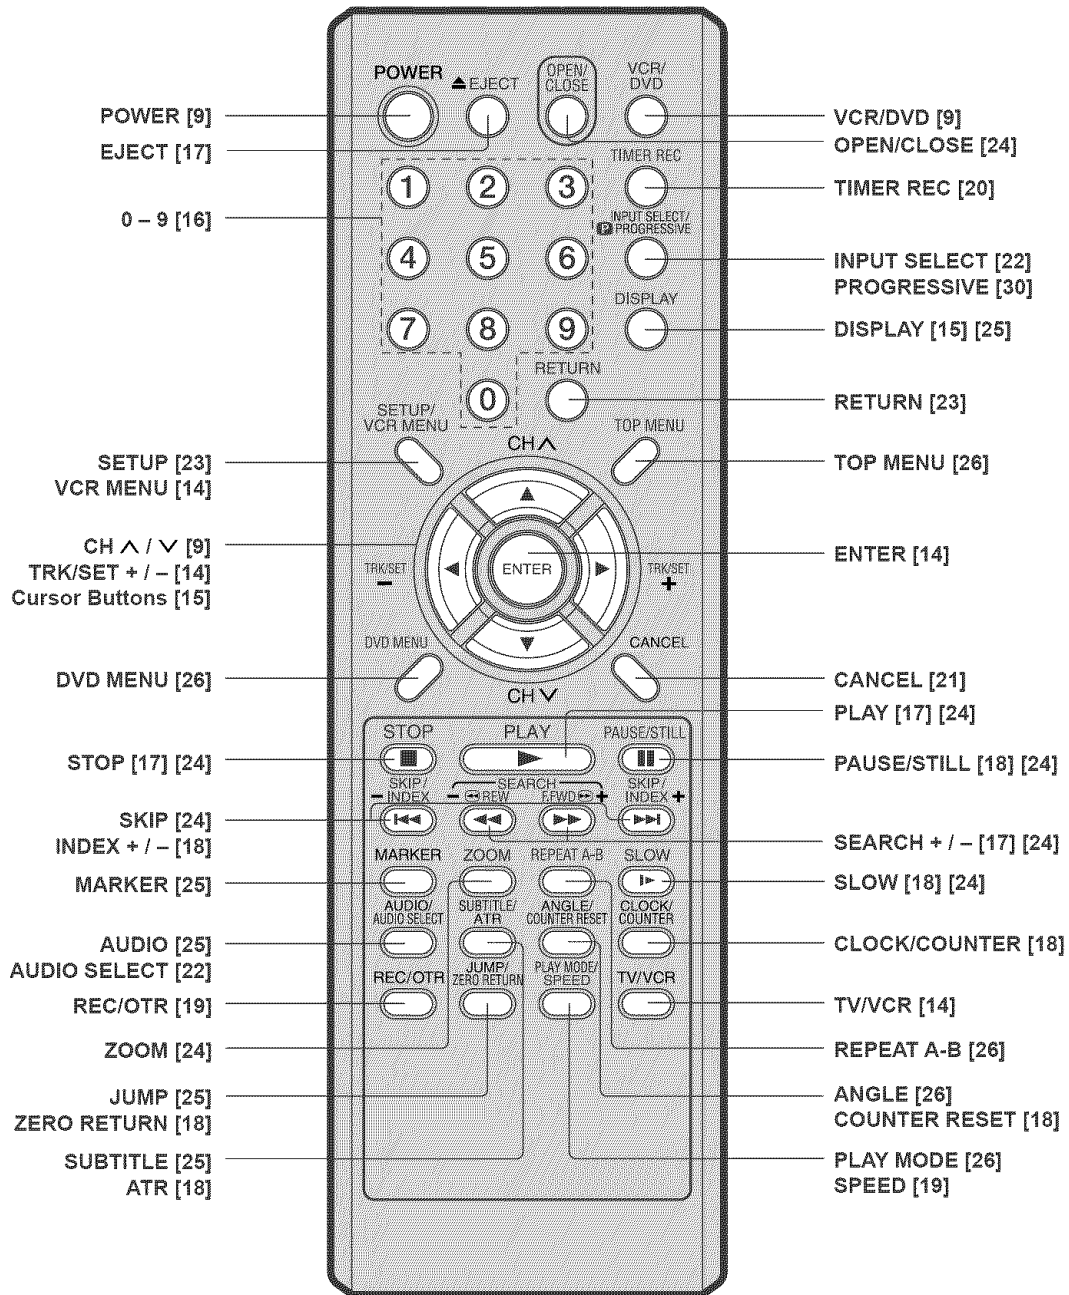 POWER
EJECT
OPEN/
CLOSE
VCR/
DVD
POWER [9]
EJECT [17]
0 – 9 [16]
SETUP [23]
VCR MENU [14]
CH ∧ / ∨ [9]
TRK/SET + / – [14]
Cursor Buttons [15]
DVD MENU [26]
STOP [17] [24]
SKIP [24]
INDEX + / – [18]
MARKER [25]
AUDIO [25]
AUDIO SELECT [22]
REC/OTR [19]
ZOOM [24]
JUMP [25]
ZERO RETURN [18]
SUBTITLE [25]
ATR [18]
TIMER REC
1 2 3
INPUT SELECT/
P PROGRESSIVE
4 5 6
DISPLAY
7 8 9
RETURN
0
SETUP/
VCR MENU
TOP MENU
CH ∧
TRK/SET
–
ENTER
TRK/SET
+
DVD MENU
CANCEL
CH ∨
STOP
PLAY
PAUSE/STILL
– SKIP/
INDEX
SEARCH
– REW
F.FWD +
SKIP/
INDEX +
MARKER
ZOOM
REPEAT A-B
SLOW
AUDIO/
AUDIO SELECT
SUBTITLE/
ATR
ANGLE/
COUNTER RESET
CLOCK/
COUNTER
REC/OTR
JUMP/
ZERO RETURN
PLAY MODE/
SPEED
TV/VCR
VCR/DVD [9]
OPEN/CLOSE [24]
TIMER REC [20]
INPUT SELECT [22]
PROGRESSIVE [30]
DISPLAY [15] [25]
RETURN [23]
TOP MENU [26]
ENTER [14]
CANCEL [21]
PLAY [17] [24]
PAUSE/STILL [18] [24]
SEARCH + / – [17] [24]
SLOW [18] [24]
CLOCK/COUNTER [18]
TV/VCR [14]
REPEAT A-B [26]
ANGLE [26]
COUNTER RESET [18]
PLAY MODE [26]
SPEED [19]